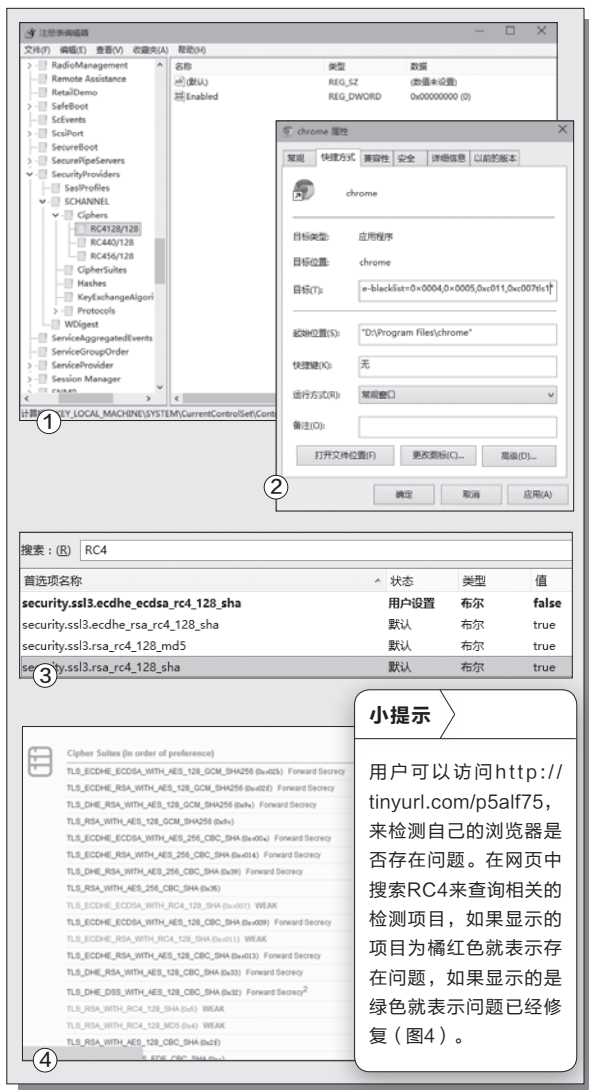 注册表编辑器
文件(F) 编辑(E) 查看(V) 收藏夹(A) 帮助(H)
RadioManagement
Remote Assistance
RetailDemo
SafeBoot
ScEvents
ScsiPort
SecureBoot
SecurePipeServers
SecurityProviders
SaslProfiles
SCHANNEL
Ciphers
RC4128/128
RC440/128
RC456/128
CipherSuites
Hashes
KeyExchangeAlgori
Protocols
WDigest
ServiceAggregatedEvents
ServiceGroupOrder
ServiceProvider
Session Manager
SNMP
名称 类型 数据
(默认) REG_SZ (数值未设置)
Enabled REG_DWORD 0x00000000 (0)
KEY_LOCAL_MACHINE\SYSTEM\CurrentControlSet\Cont
①
chrome 属性
常规 快捷方式 兼容性 安全 详细信息 以前的版本
chrome
目标类型: 应用程序
目标位置: chrome
目标(T): e-blacklist=0×0004,0×0005,0xc011,0xc007tls1"
起始位置(S): "D:\Program Files\chrome"
快捷键(K): 无
运行方式(R): 常规窗口
备注(O):
打开文件位置(F) 更改图标(C)... 高级(D)...
②
确定 取消 应用(A)
搜索：(R) RC4
首选项名称 状态 类型 值
security.ssl3.ecdhe_ecdsa_rc4_128_sha 用户设置 布尔 false
security.ssl3.ecdhe_rsa_rc4_128_sha 默认 布尔 true
security.ssl3.rsa_rc4_128_md5 默认 布尔 true
security.ssl3.rsa_rc4_128_sha 默认 布尔 true
③
Cipher Suites (in order of preference)
TLS_ECDHE_ECDSA_WITH_AES_128_GCM_SHA256 (0xc02b) Forward Secrecy
TLS_ECDHE_RSA_WITH_AES_128_GCM_SHA256 (0xc02f) Forward Secrecy
TLS_DHE_RSA_WITH_AES_128_GCM_SHA256 (0x9e) Forward Secrecy
TLS_RSA_WITH_AES_128_GCM_SHA256 (0x9c)
TLS_ECDHE_ECDSA_WITH_AES_256_CBC_SHA (0xc00a) Forward Secrecy
TLS_ECDHE_RSA_WITH_AES_256_CBC_SHA (0xc014) Forward Secrecy
TLS_DHE_RSA_WITH_AES_256_CBC_SHA (0x39) Forward Secrecy
TLS_RSA_WITH_AES_256_CBC_SHA (0x35)
TLS_ECDHE_ECDSA_WITH_RC4_128_SHA (0xc007) WEAK
TLS_ECDHE_ECDSA_WITH_AES_128_CBC_SHA (0xc009) Forward Secrecy
TLS_ECDHE_RSA_WITH_RC4_128_SHA (0xc011) WEAK
TLS_ECDHE_RSA_WITH_AES_128_CBC_SHA (0xc013) Forward Secrecy
TLS_DHE_RSA_WITH_AES_128_CBC_SHA (0x33) Forward Secrecy
TLS_DHE_DSS_WITH_AES_128_CBC_SHA (0x32) Forward Secrecy2
TLS_RSA_WITH_RC4_128_SHA (0x5) WEAK
TLS_RSA_WITH_RC4_128_MD5 (0x4) WEAK
TLS_RSA_WITH_AES_128_CBC_SHA (0x2f)
④
小提示
用户可以访问http://
tinyurl.com/p5alf75，
来检测自己的浏览器是
否存在问题。在网页中
搜索RC4来查询相关的
检测项目，如果显示的
项目为橘红色就表示存
在问题，如果显示的是
绿色就表示问题已经修
复（图4）。